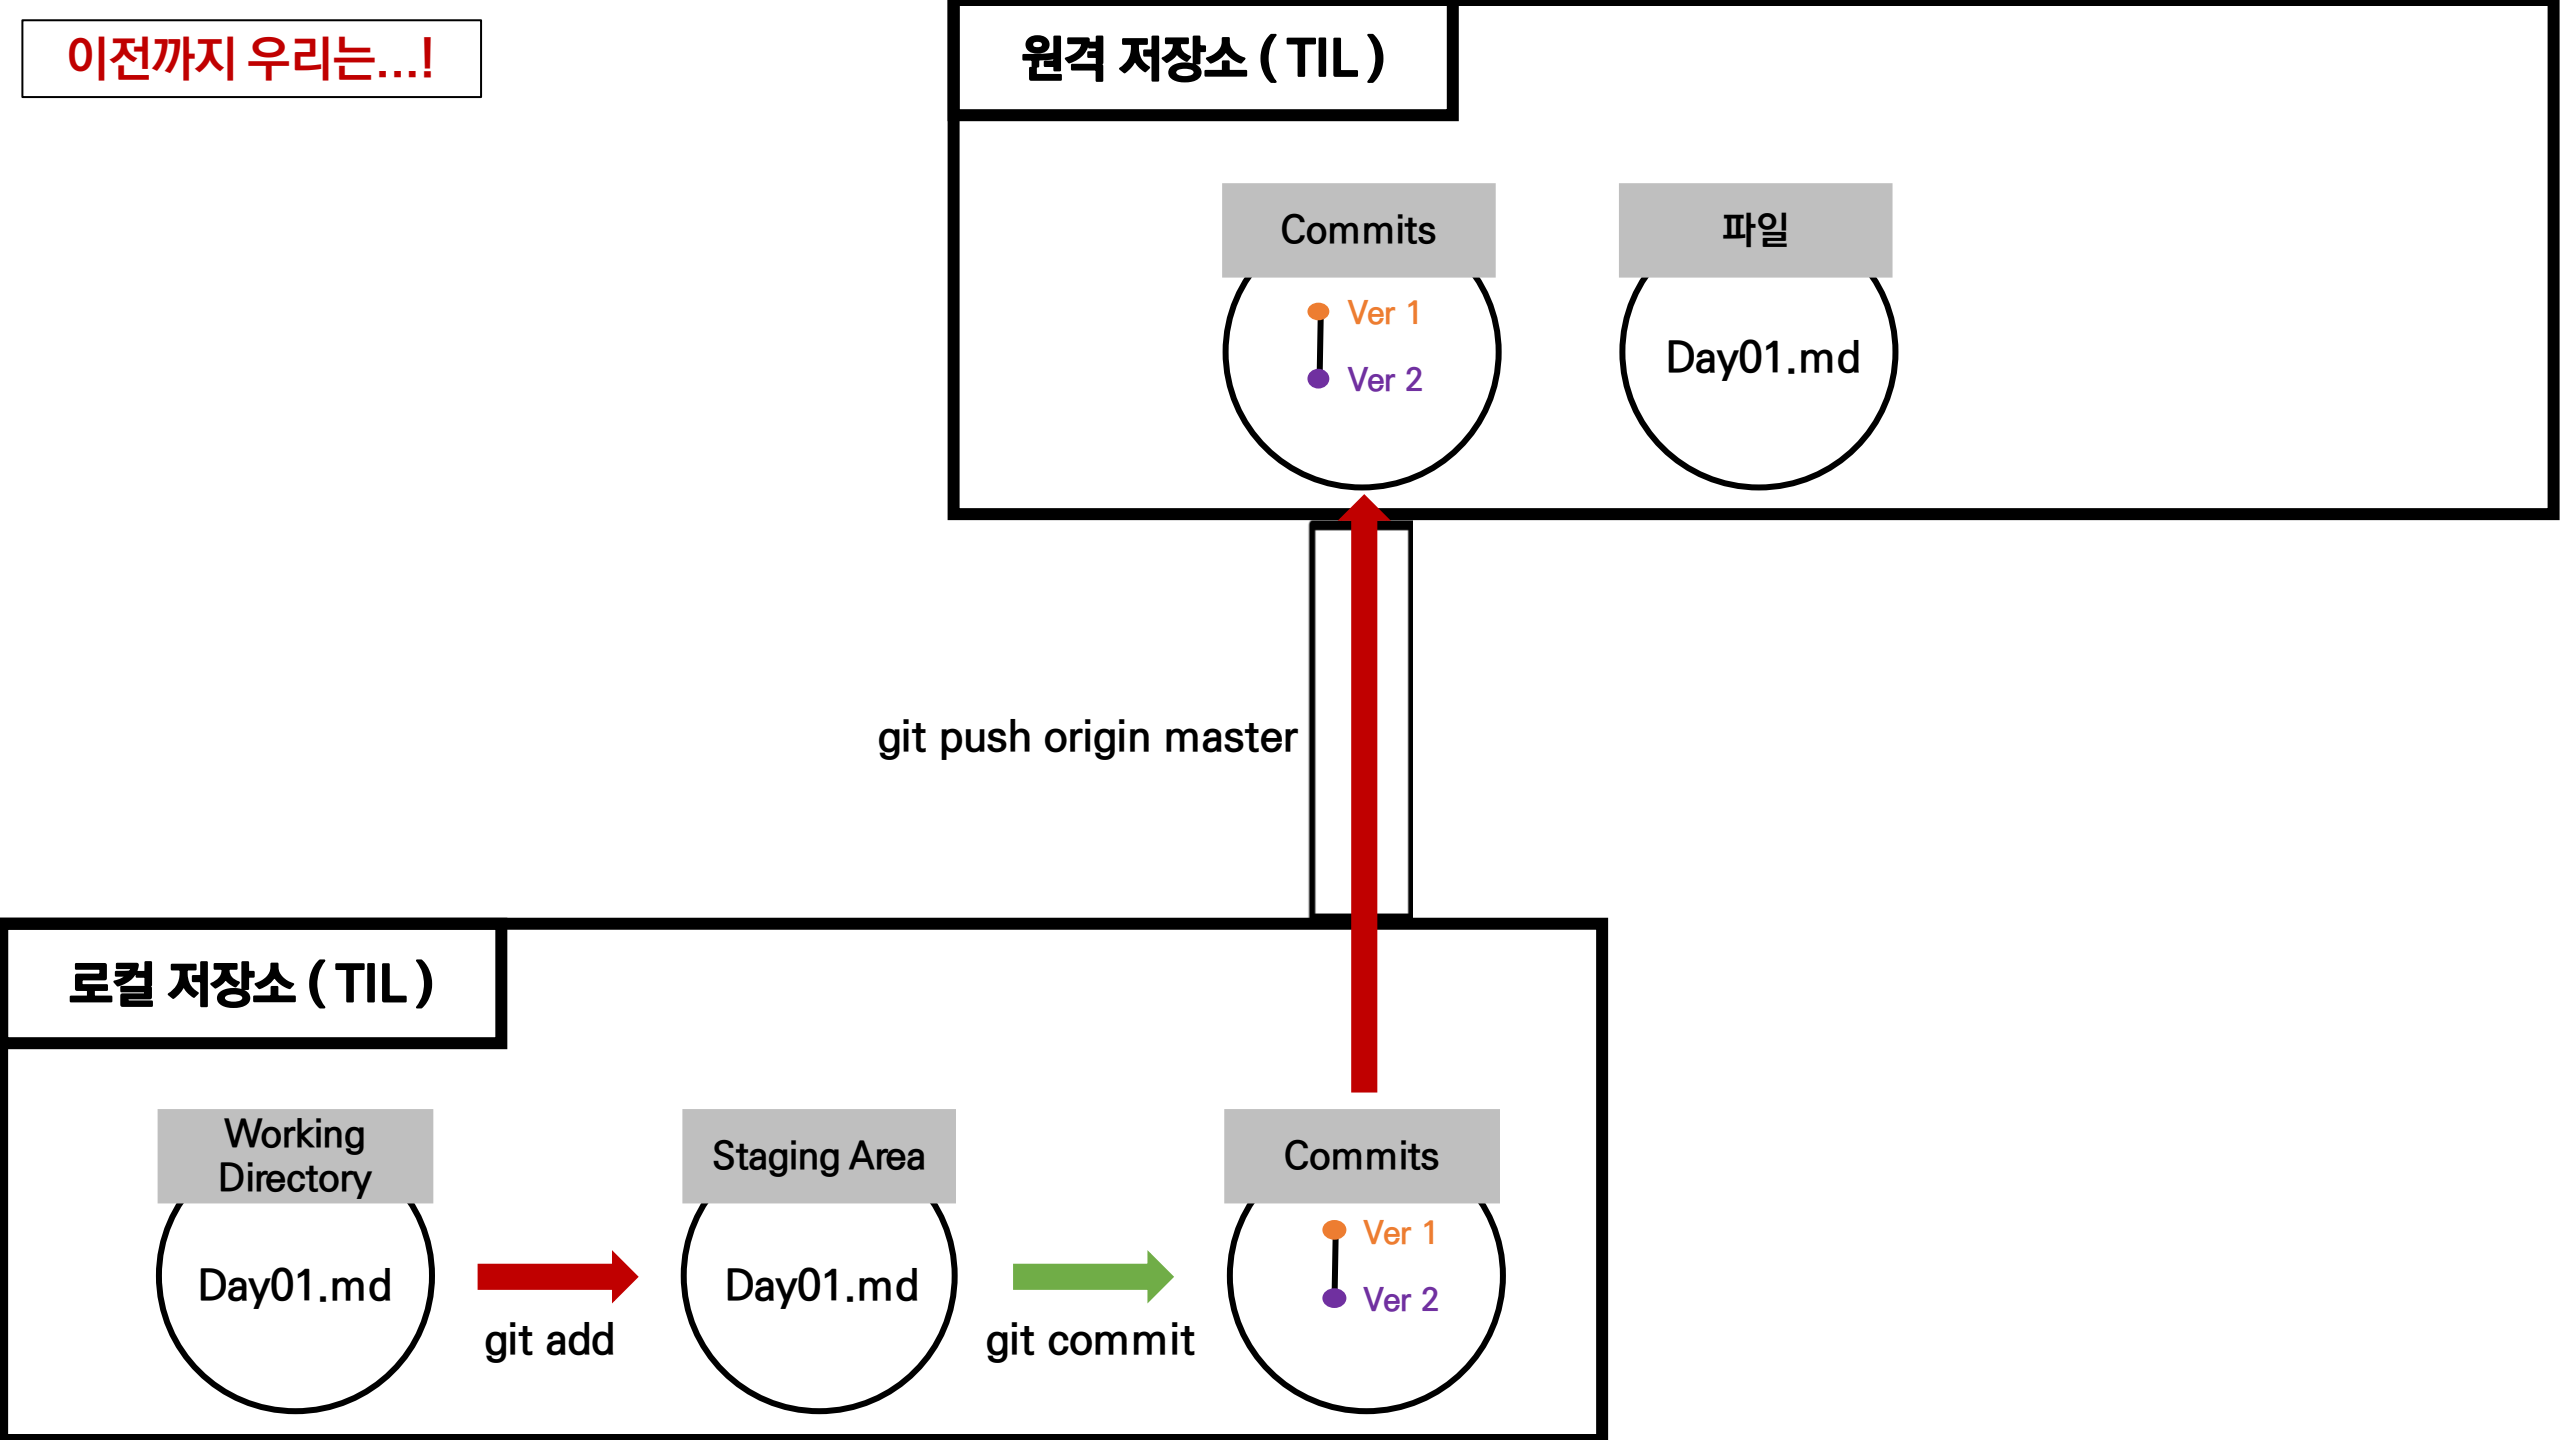 이전까지 우리는...!
원격 저장소 ( TIL )
Commits
Ver 1
Ver 2
파일
Day01.md
git push origin master
로컬 저장소 ( TIL )
Working
Directory
Day01.md
git add
Staging Area
Day01.md
git commit
Commits
Ver 1
Ver 2